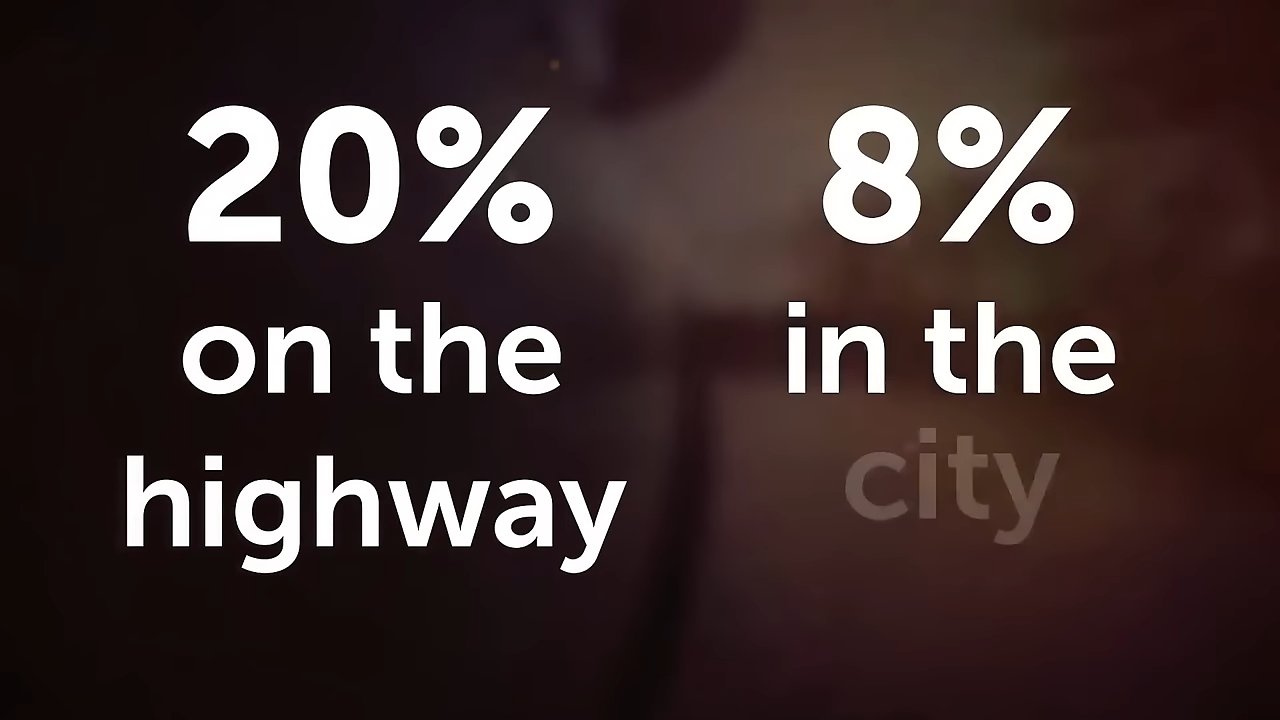 20%
on the
highway
8%
in the
city